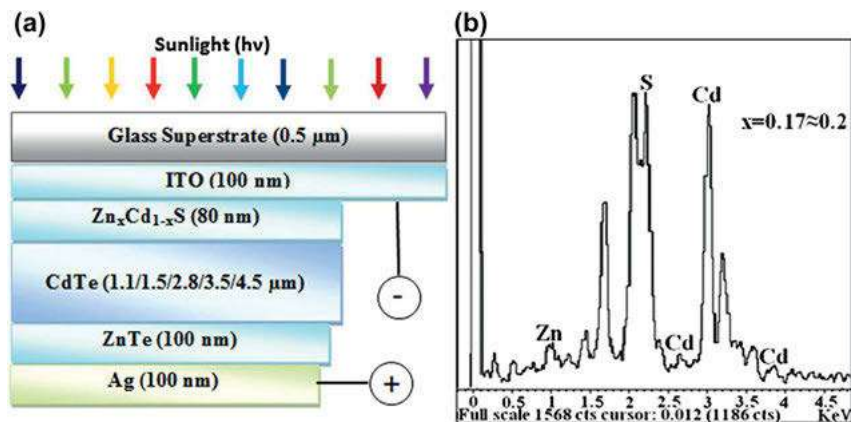 (a)
Sunlight (hν)
Glass Superstrate (0.5 μm)
ITO (100 nm)
ZnxCd1-xS (80 nm)
CdTe (1.1/1.5/2.8/3.5/4.5 μm)
ZnTe (100 nm)
Ag (100 nm)
-
+
(b)
S
Cd
x=0.17≈0.2
Zn
Cd
Cd
0 0.5 1 1.5 2 2.5 3 3.5 4 4.5
Full scale 1568 cts cursor: 0.012 (1186 cts) KeV